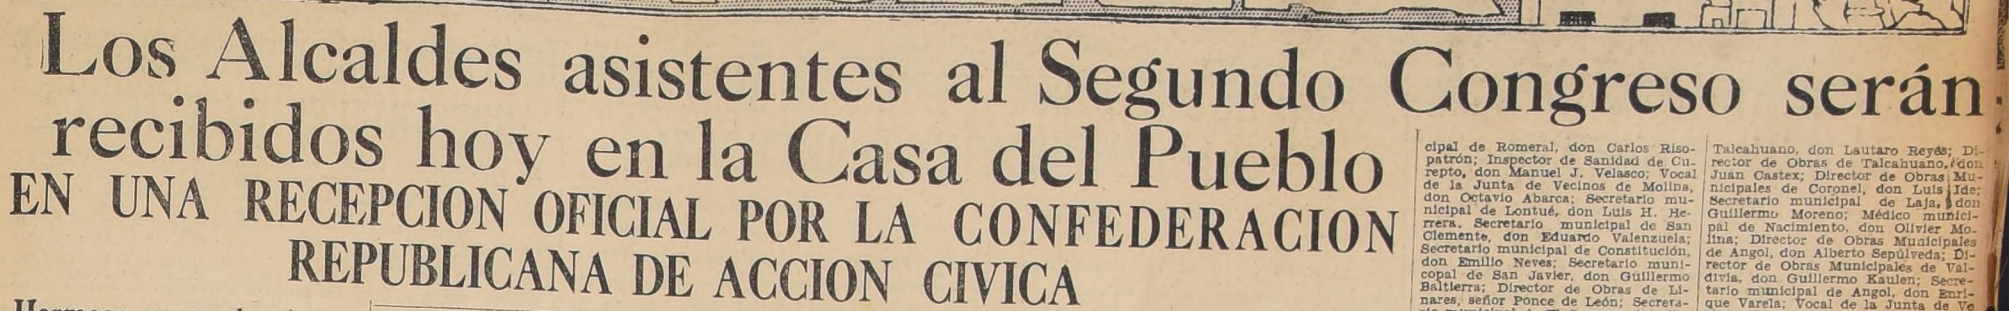 Los Alcaldes asistentes al Segundo Congreso serán
recibidos hoy en la Casa del Pueblo
EN UNA RECEPCION OFICIAL POR LA CONFEDERACION
REPUBLICANA DE ACCION CIVICA
cipal de Romeral, don Carlos Riso-
patrón; Inspector de Sanidad de Cu-
repto, don Manuel J. Velasco; Vocal
de la Junta de Vecinos de Molina,
don Octavio Abarca; Secretario mu-
nicipal de Lontué, don Luis H. He-
rrera. Secretario municipal de San
Clemente, don Eduardo Valenzuela;
Secretario municipal de Constitución,
don Emilio Neves; Secretario muni-
copal de San Javier, don Guillermo
Baltierra; Director de Obras de Li-
nares, señor Ponce de León; Secreta-
Talcahuano, don Lautaro Reyes; Di-
rector de Obras de Talcahuano, don
Juan Castex; Director de Obras Mu-
nicipales de Coronel, don Luis Ide;
Secretario municipal de Laja, don
Guillermo Moreno; Médico munici-
pal de Nacimiento, don Olivier Mo-
lina; Director de Obras Municipales
de Angol, don Alberto Sepúlveda; Di-
rector de Obras Municipales de Val-
divia, don Guillermo Kaulen; Secre-
tario municipal de Angol, don Enri-
que Varela; Vocal de la Junta de Ve